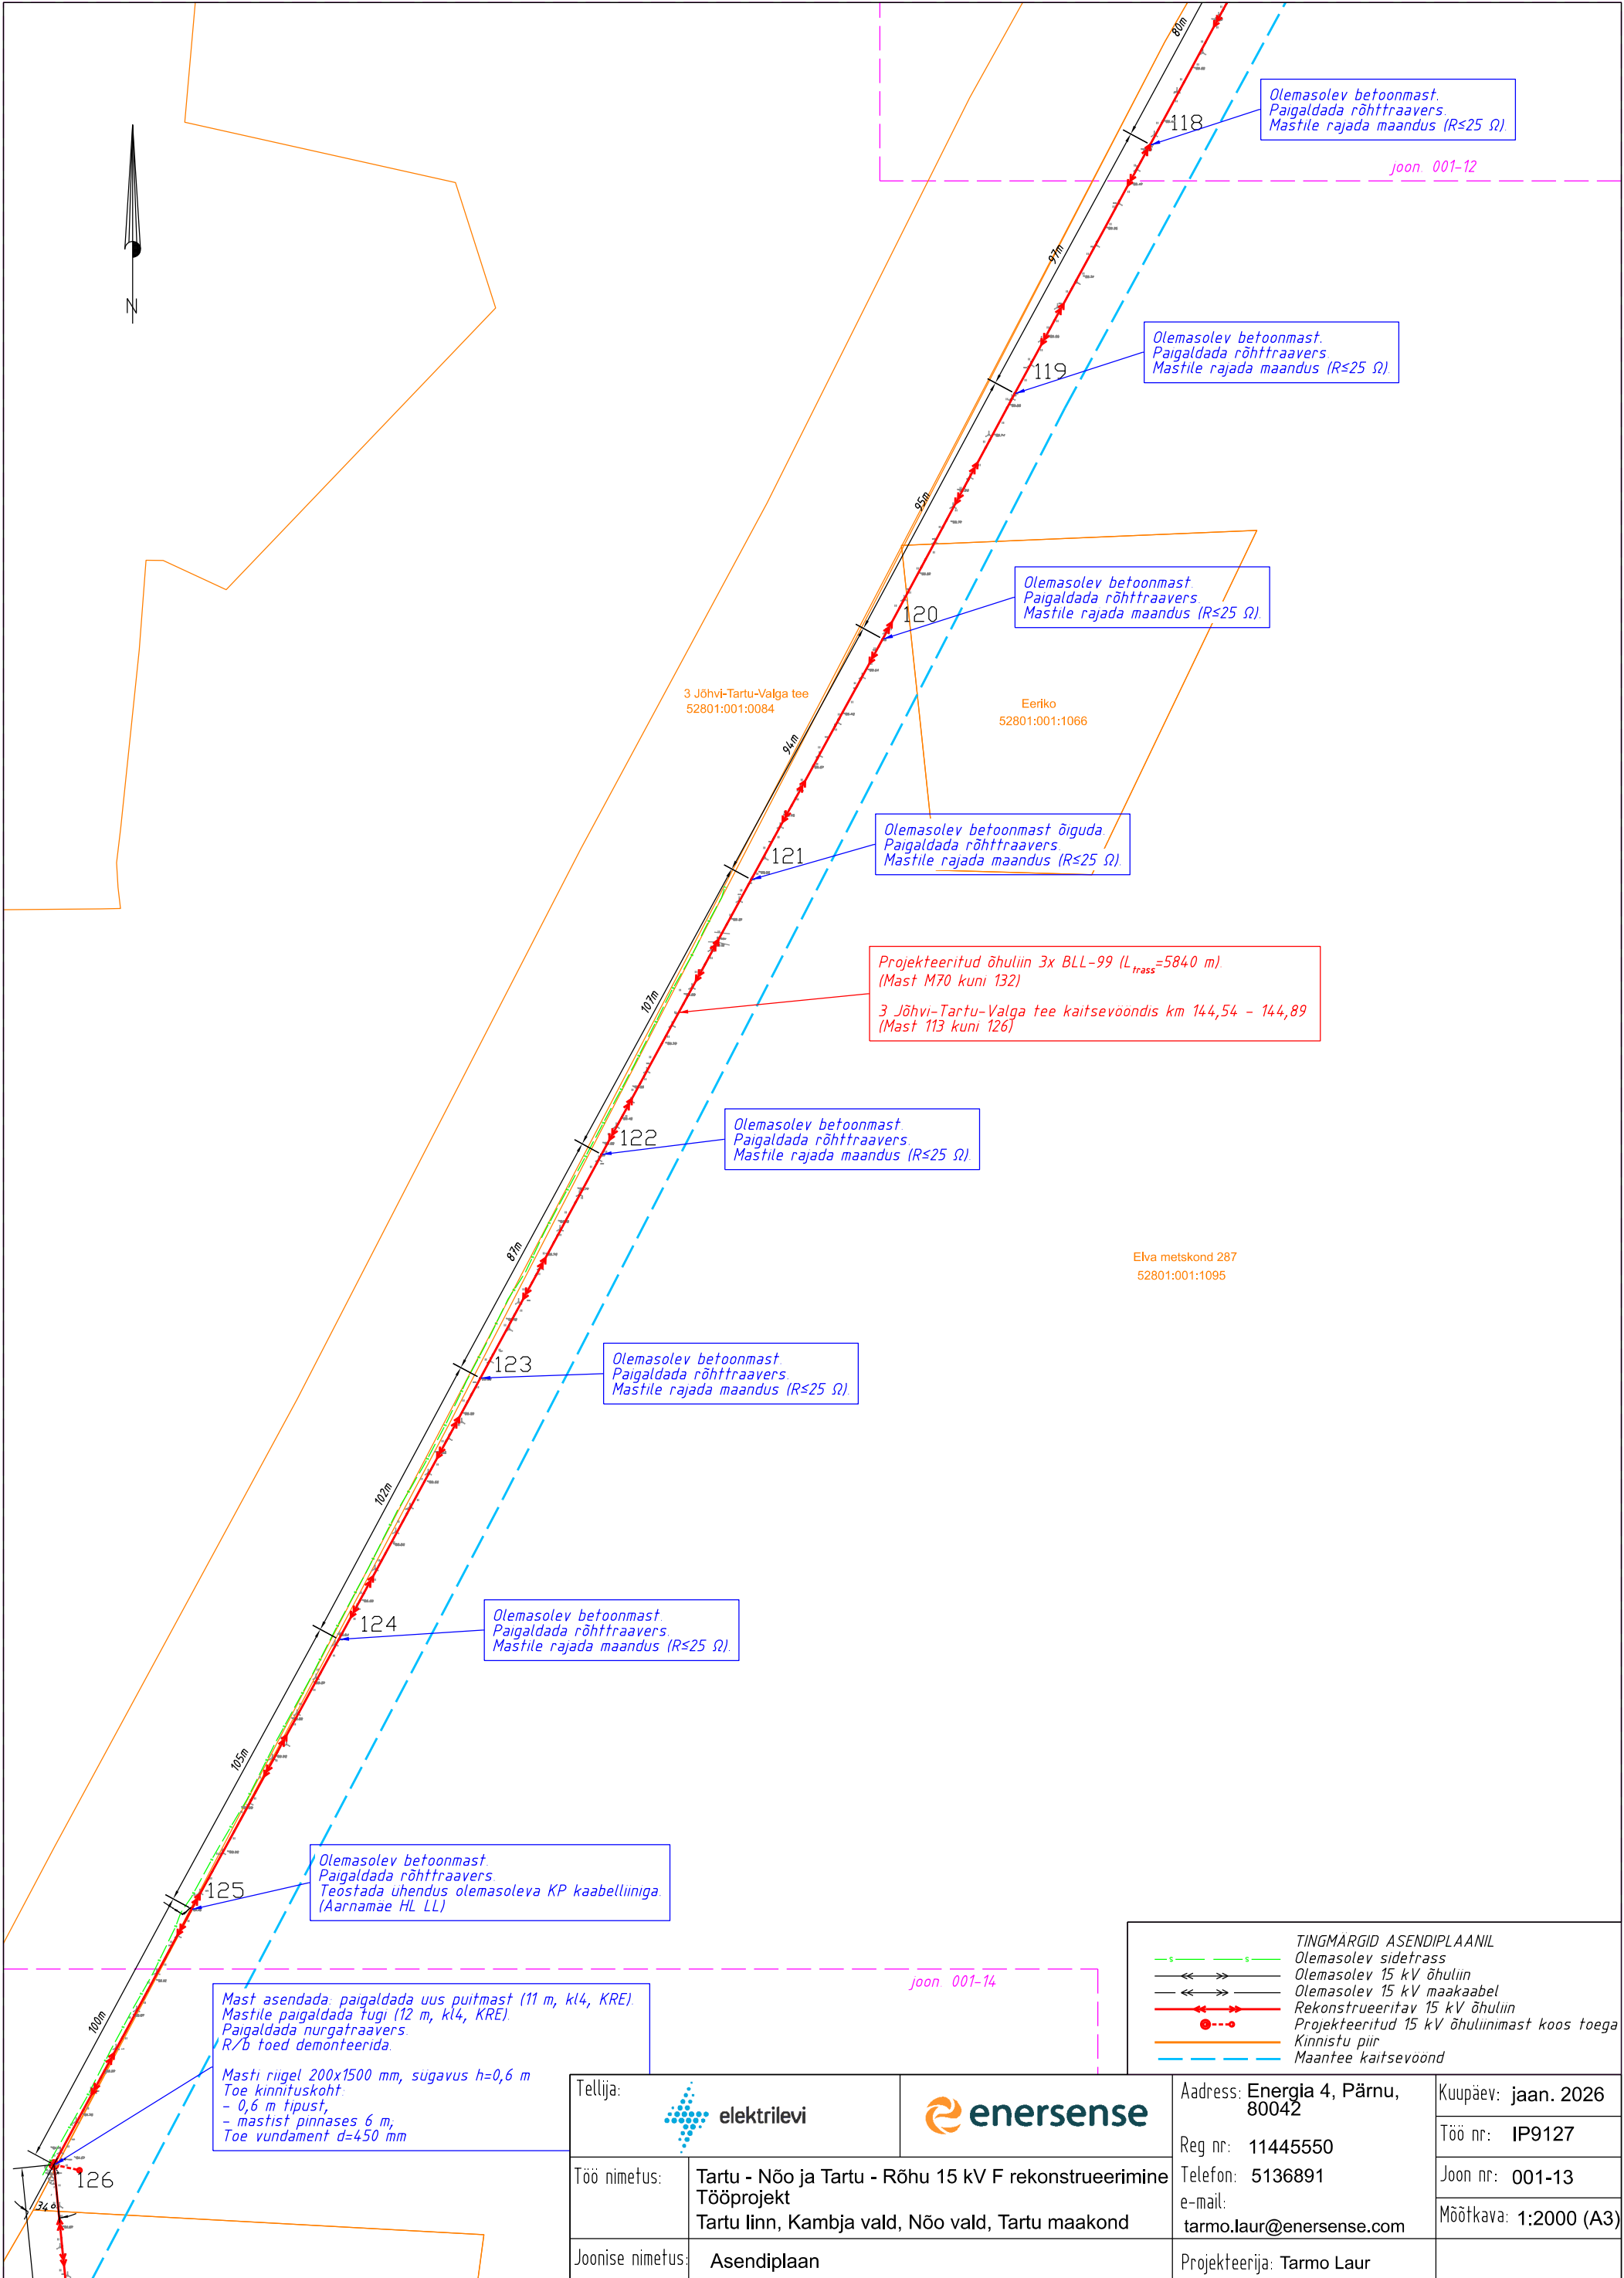 80m
Olemasolev betoonmast.
Paigaldada rõhttraavers.
Mastile rajada maandus (R≤25 Ω).
118
joon. 001-12
N
97m
Olemasolev betoonmast.
Paigaldada rõhttraavers.
Mastile rajada maandus (R≤25 Ω).
119
95m
Olemasolev betoonmast.
Paigaldada rõhttraavers.
Mastile rajada maandus (R≤25 Ω).
120
3 Jõhvi-Tartu-Valga tee
52801:001:0084
Eeriko
52801:001:1066
94m
Olemasolev betoonmast õiguda.
Paigaldada rõhttraavers.
Mastile rajada maandus (R≤25 Ω).
121
Projekteeritud õhuliin 3x BLL-99 (Ltrass=5840 m).
(Mast M70 kuni 132)
3 Jõhvi-Tartu-Valga tee kaitsevööndis km 144,54 - 144,89
(Mast 113 kuni 126)
107m
Olemasolev betoonmast.
Paigaldada rõhttraavers.
Mastile rajada maandus (R≤25 Ω).
122
87m
Elva metskond 287
52801:001:1095
Olemasolev betoonmast.
Paigaldada rõhttraavers.
Mastile rajada maandus (R≤25 Ω).
123
102m
Olemasolev betoonmast.
Paigaldada rõhttraavers.
Mastile rajada maandus (R≤25 Ω).
124
105m
Olemasolev betoonmast.
Paigaldada rõhttraavers.
Teostada ühendus olemasoleva KP kaabelliiniga.
(Aarnamäe HL LL)
125
joon. 001-14
100m
Mast asendada: paigaldada uus puitmast (11 m, kl4, KRE).
Mastile paigaldada tugi (12 m, kl4, KRE).
Paigaldada nurgatraavers.
R/b toed demonteerida.
Masti riigel 200x1500 mm, sügavus h=0,6 m
Toe kinnituskoht:
- 0,6 m tipust,
- mastist pinnases 6 m;
Toe vundament d=450 mm
126
34,6
TINGMÄRGID ASENDIPLAANIL
Olemasolev sidetrass
Olemasolev 15 kV õhuliin
Olemasolev 15 kV maakaabel
Rekonstrueeritav 15 kV õhuliin
Projekteeritud 15 kV õhuliinimast koos toega
Kinnistu piir
Maantee kaitsevöönd
Tellija:
elektrilevi
enersense
Aadress: Energia 4, Pärnu,
80042
Reg nr: 11445550
Telefon: 5136891
e-mail:
tarmo.laur@enersense.com
Kuupäev: jaan. 2026
Töö nr: IP9127
Joon nr: 001-13
Mõõtkava: 1:2000 (A3)
Töö nimetus:
Tartu - Nõo ja Tartu - Rõhu 15 kV F rekonstrueerimine
Tööprojekt
Tartu linn, Kambja vald, Nõo vald, Tartu maakond
Joonise nimetus: Asendiplaan
Projekteerija: Tarmo Laur